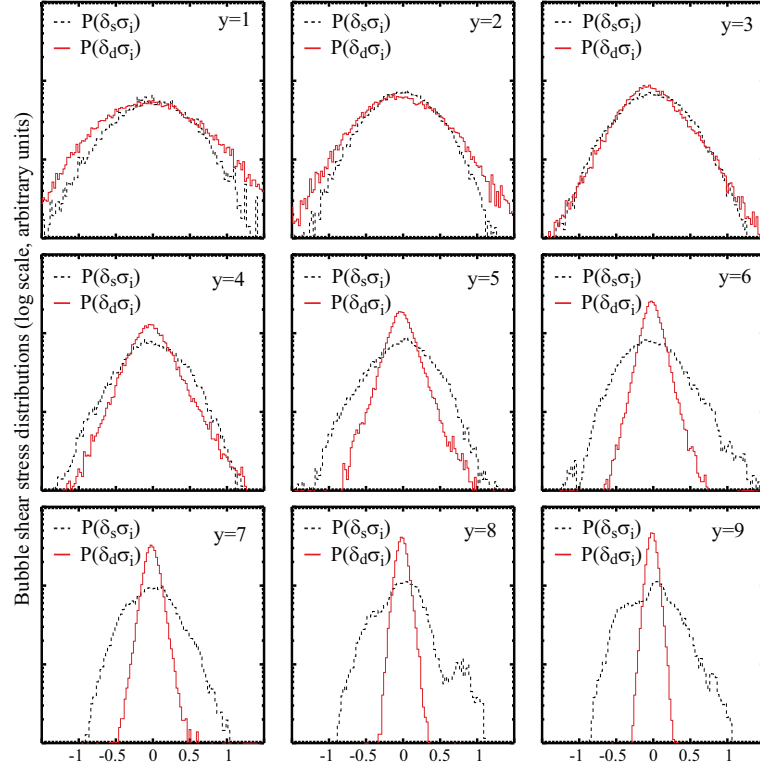 Bubble shear stress distributions (log scale, arbitrary units)
P(δsσi) y=1
P(δdσi)
P(δsσi) y=2
P(δdσi)
P(δsσi) y=3
P(δdσi)
P(δsσi) y=4
P(δdσi)
P(δsσi) y=5
P(δdσi)
P(δsσi) y=6
P(δdσi)
P(δsσi) y=7
P(δdσi)
P(δsσi) y=8
P(δdσi)
P(δsσi) y=9
P(δdσi)
-1 -0.5 0 0.5 1
-1 -0.5 0 0.5 1
-1 -0.5 0 0.5 1